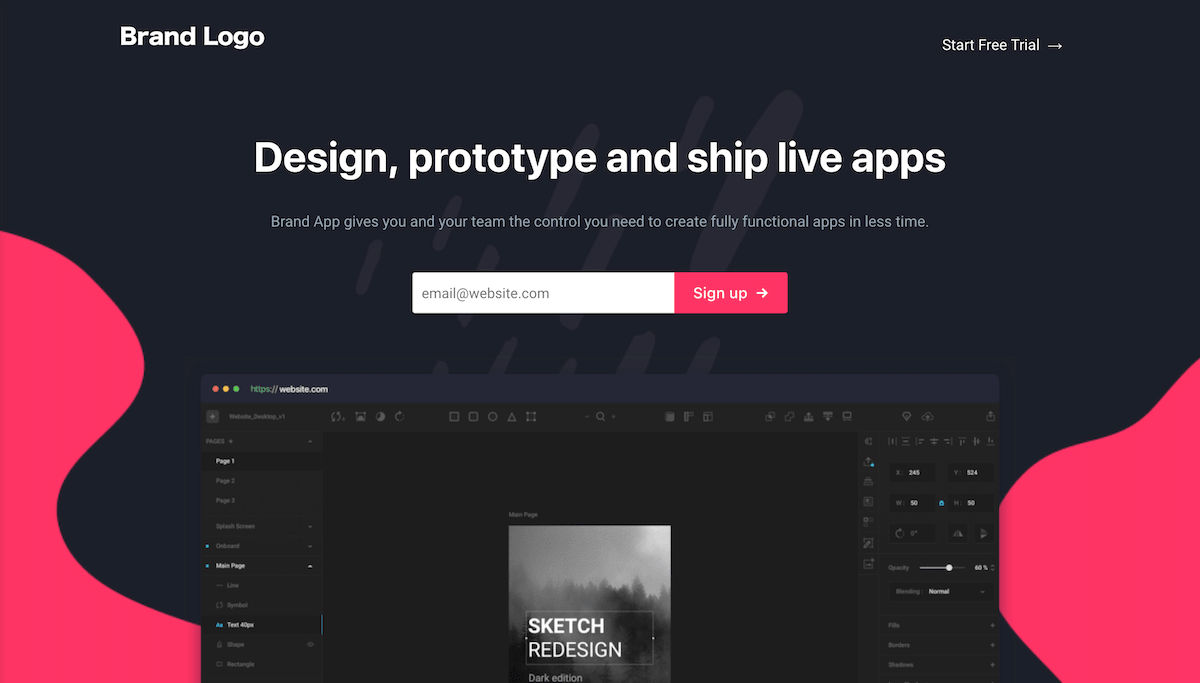 Brand Logo
Start Free Trial →
Design, prototype and ship live apps
Brand App gives you and your team the control you need to create fully functional apps in less time.
email@website.com
Sign up →
https:// website.com
Website_Desktop_v1
PAGES +
Page 1
Page 2
Page 3
Splash Screen
Onboard
Main Page
Line
Symbol
Aa Text 40px
Shape
Rectangle
Main Page
SKETCH
REDESIGN
Dark edition
X: 245 Y: 524
W: 50 H: 50
0°
Opacity 60 %
Blending: Normal
Fills +
Borders +
Shadows +